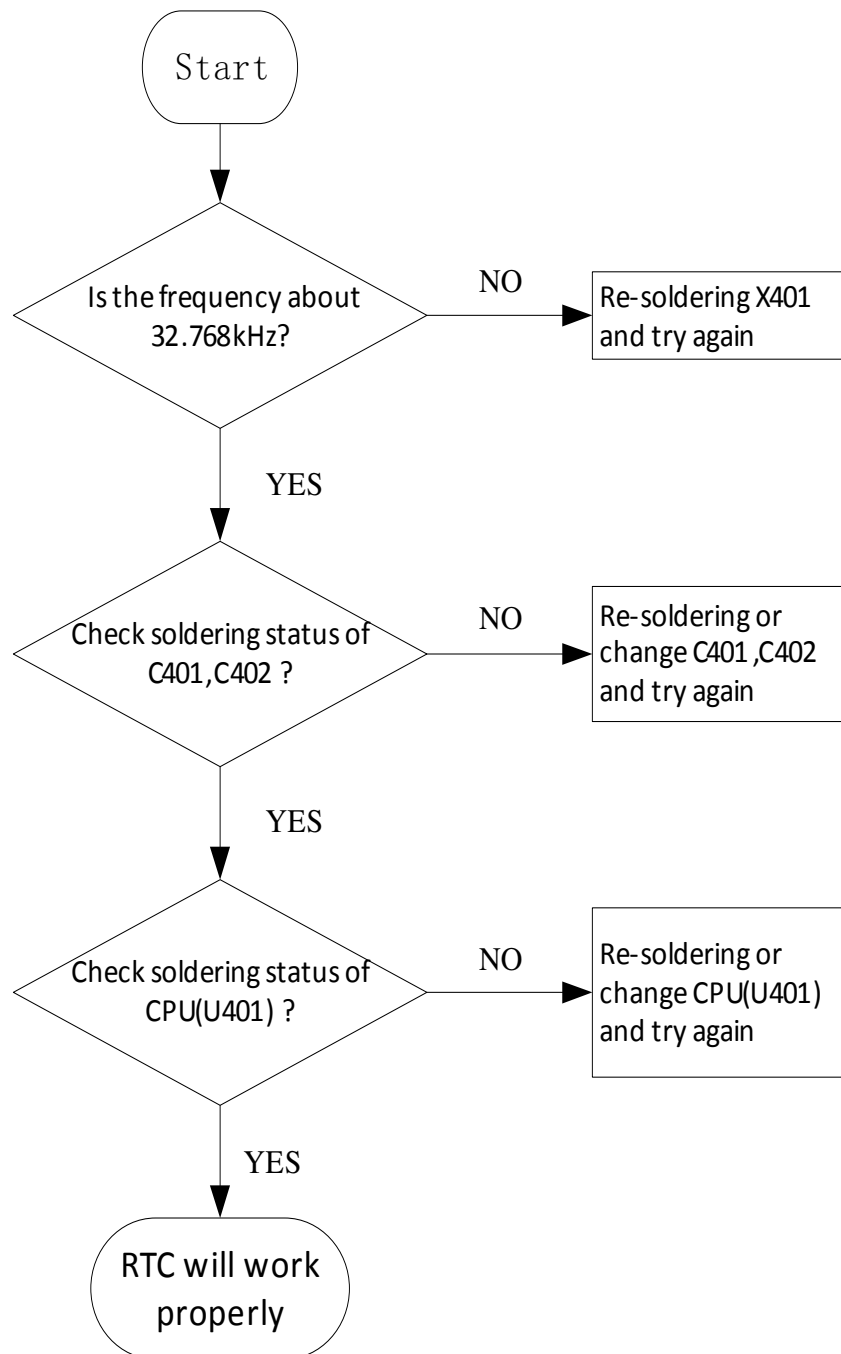 Start
Is the frequency about
32.768kHz?
NO
Re-soldering X401
and try again
YES
Check soldering status of
C401,C402 ?
NO
Re-soldering or
change C401,C402
and try again
YES
Check soldering status of
CPU(U401) ?
NO
Re-soldering or
change CPU(U401)
and try again
YES
RTC will work
properly